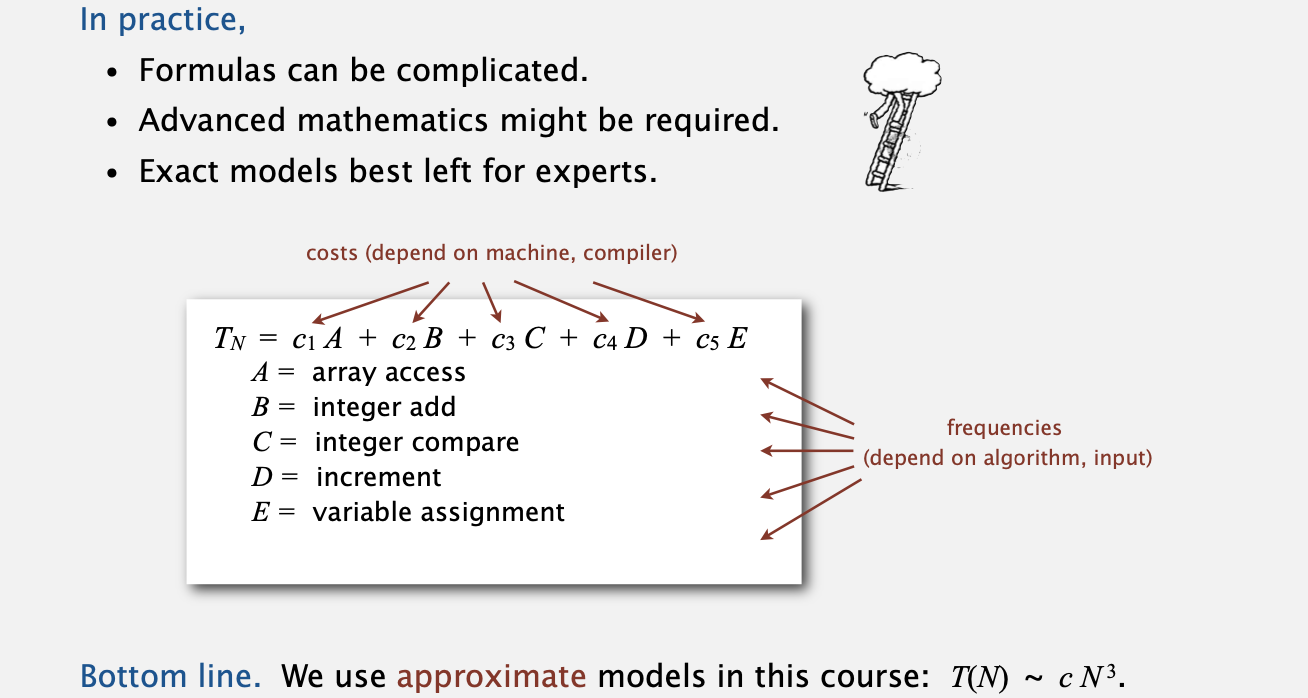 In practice,
• Formulas can be complicated.
• Advanced mathematics might be required.
• Exact models best left for experts.
costs (depend on machine, compiler)
T_N = c_1 A + c_2 B + c_3 C + c_4 D + c_5 E
A = array access
B = integer add
C = integer compare
D = increment
E = variable assignment
frequencies
(depend on algorithm, input)
Bottom line. We use approximate models in this course: T(N) ~ c N³.